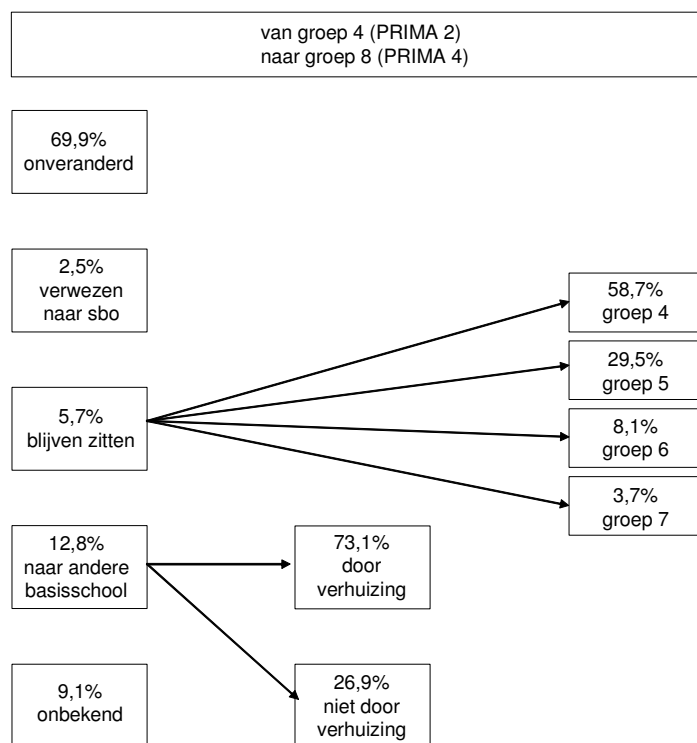 van groep 4 (PRIMA 2)
naar groep 8 (PRIMA 4)
69,9%
onveranderd
2,5%
verwezen
naar sbo
58,7%
groep 4
29,5%
groep 5
5,7%
blijven zitten
8,1%
groep 6
3,7%
groep 7
12,8%
naar andere
basisschool
73,1%
door
verhuizing
9,1%
onbekend
26,9%
niet door
verhuizing